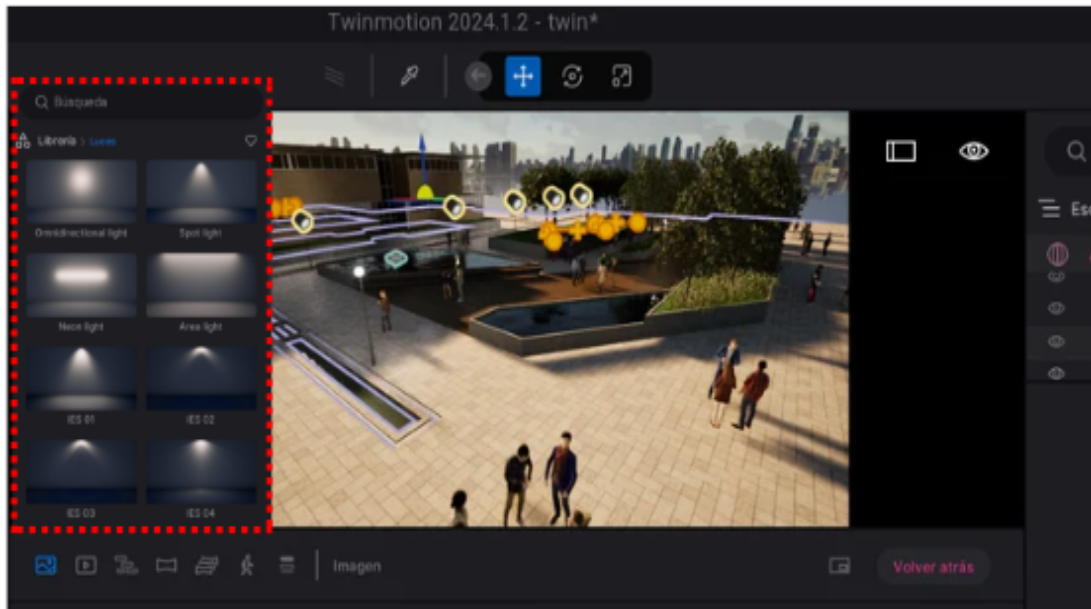 Twinmotion 2024.1.2 - twin*
Búsqueda
Librería > Luces
Omnidirectional light
Spot light
Neon light
Area light
IES 01
IES 02
IES 03
IES 04
Esc
Imagen
Volver atrás